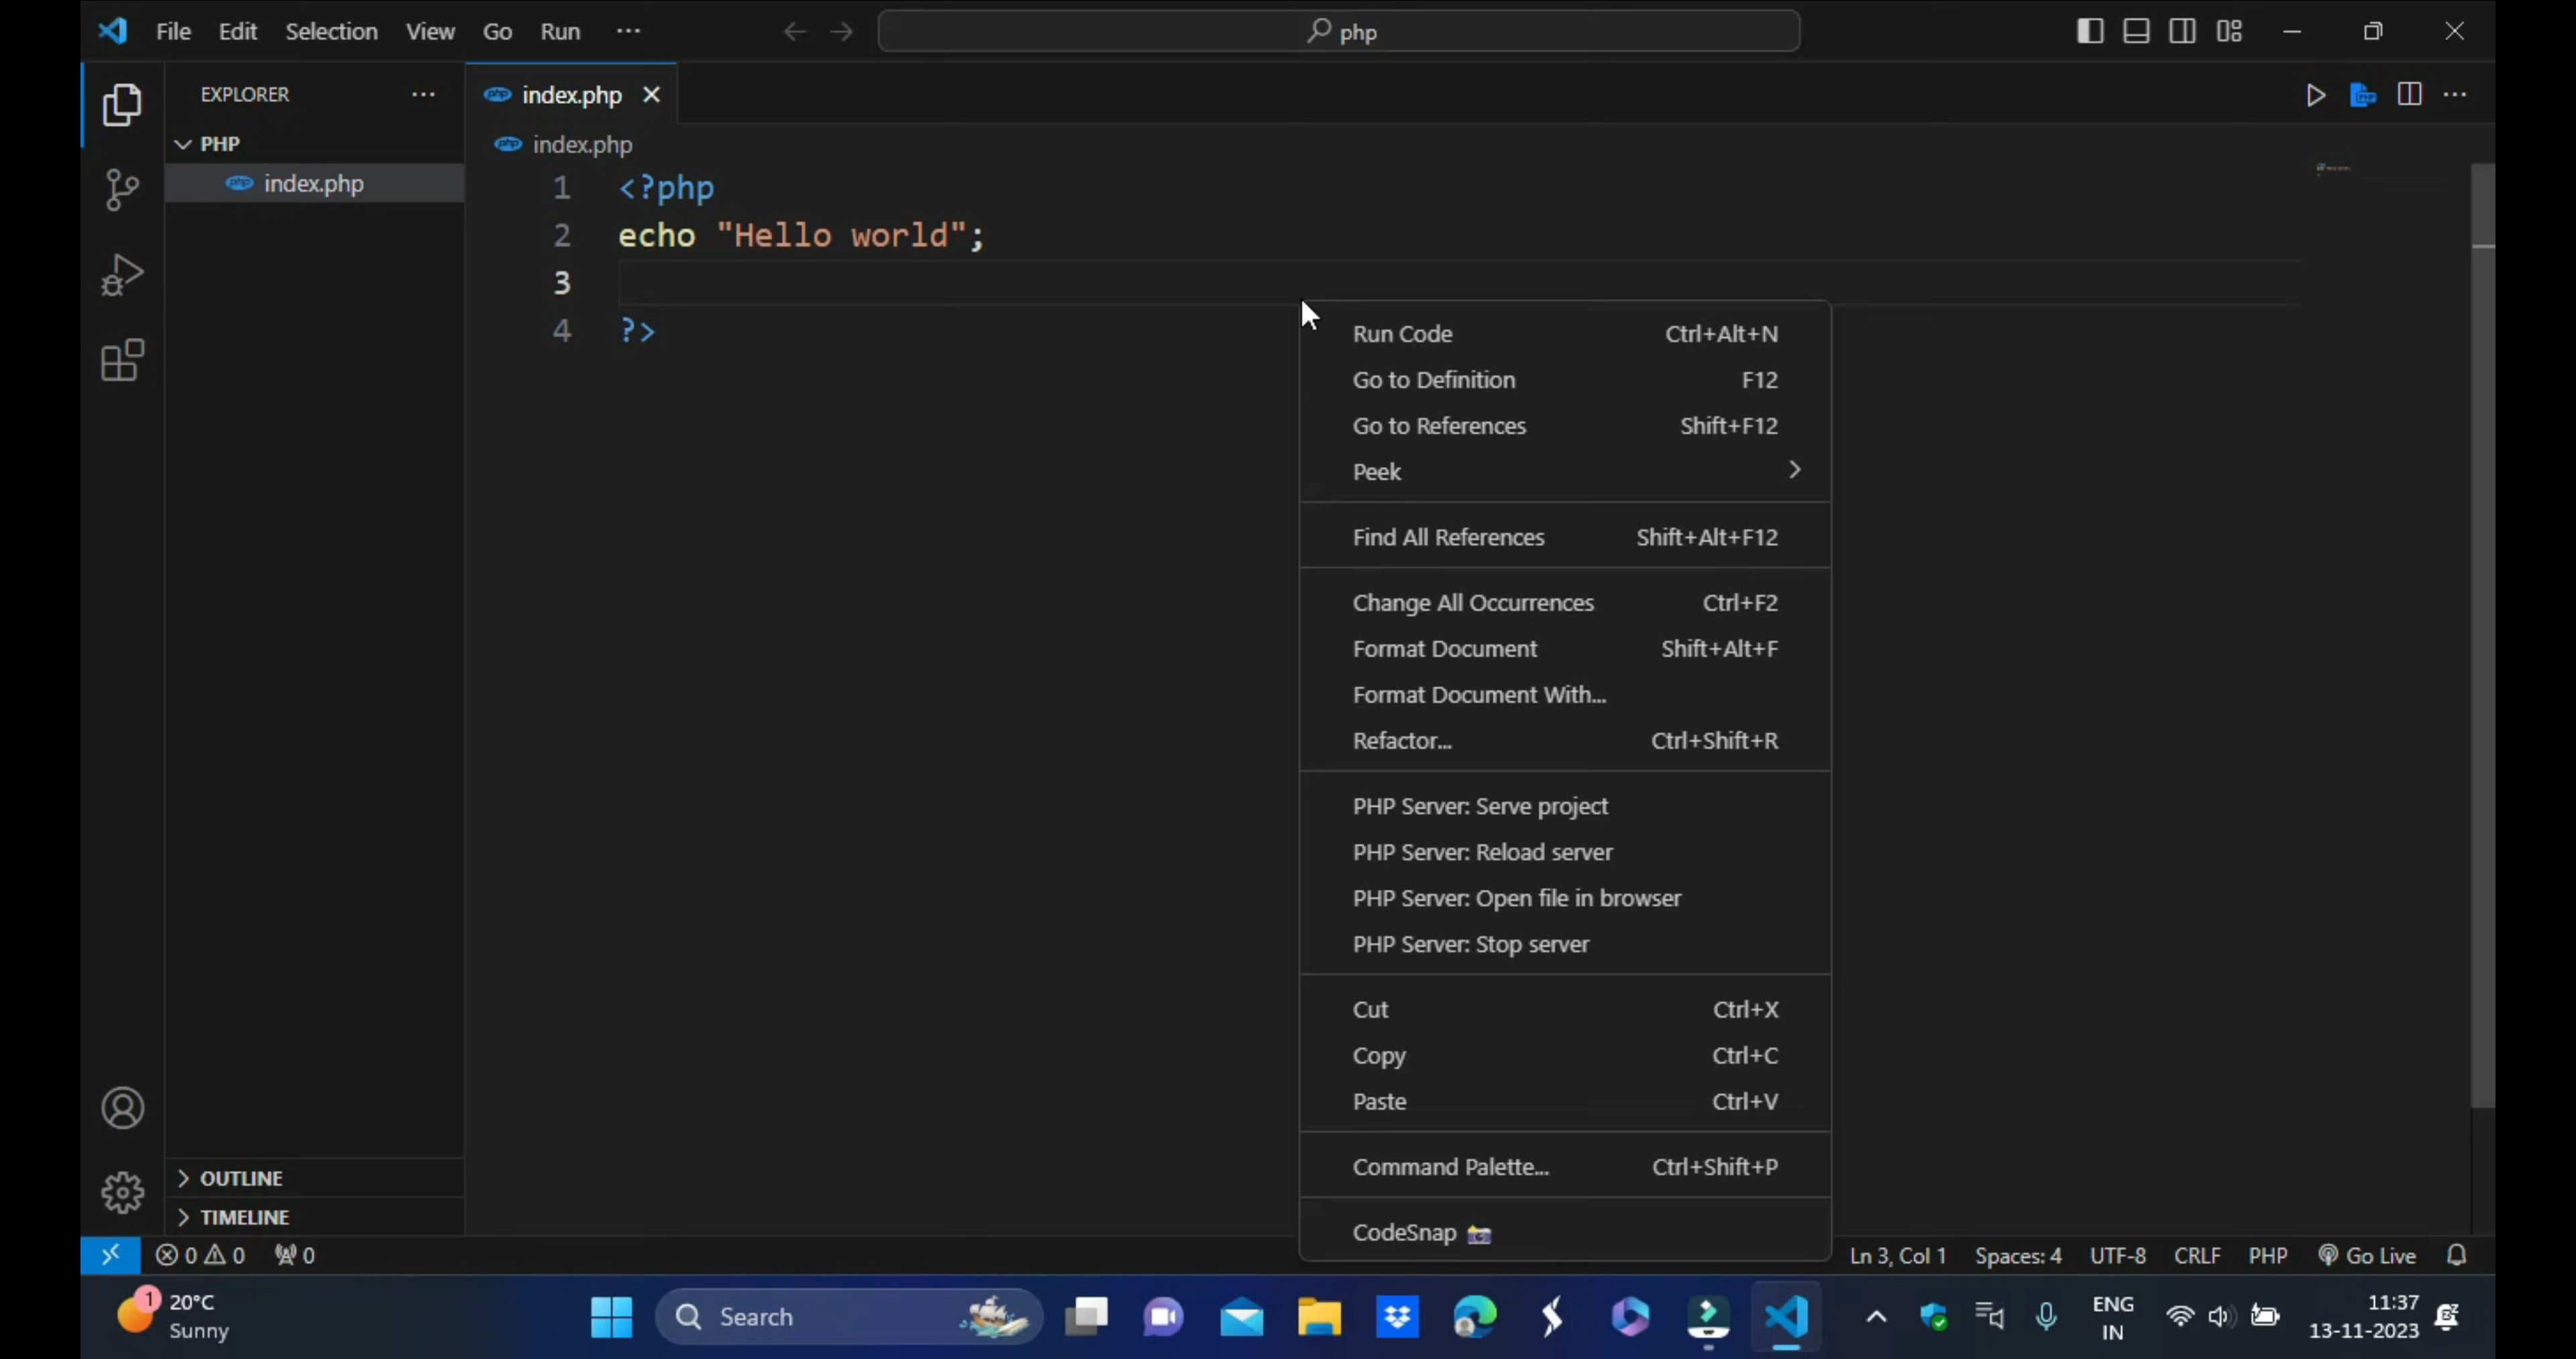 File Edit Selection View Go Run ···
php
EXPLORER ···
index.php
PHP
index.php
index.php
1 <?php
2 echo "Hello world";
3
4 ?>
Run Code Ctrl+Alt+N
Go to Definition F12
Go to References Shift+F12
Peek
Find All References Shift+Alt+F12
Change All Occurrences Ctrl+F2
Format Document Shift+Alt+F
Format Document With...
Refactor... Ctrl+Shift+R
PHP Server: Serve project
PHP Server: Reload server
PHP Server: Open file in browser
PHP Server: Stop server
Cut Ctrl+X
Copy Ctrl+C
Paste Ctrl+V
Command Palette... Ctrl+Shift+P
CodeSnap 📸
OUTLINE
TIMELINE
0 0 0
Ln 3, Col 1 Spaces: 4 UTF-8 CRLF PHP Go Live
1
20°C
Sunny
Search
ENG
IN
11:37
13-11-2023